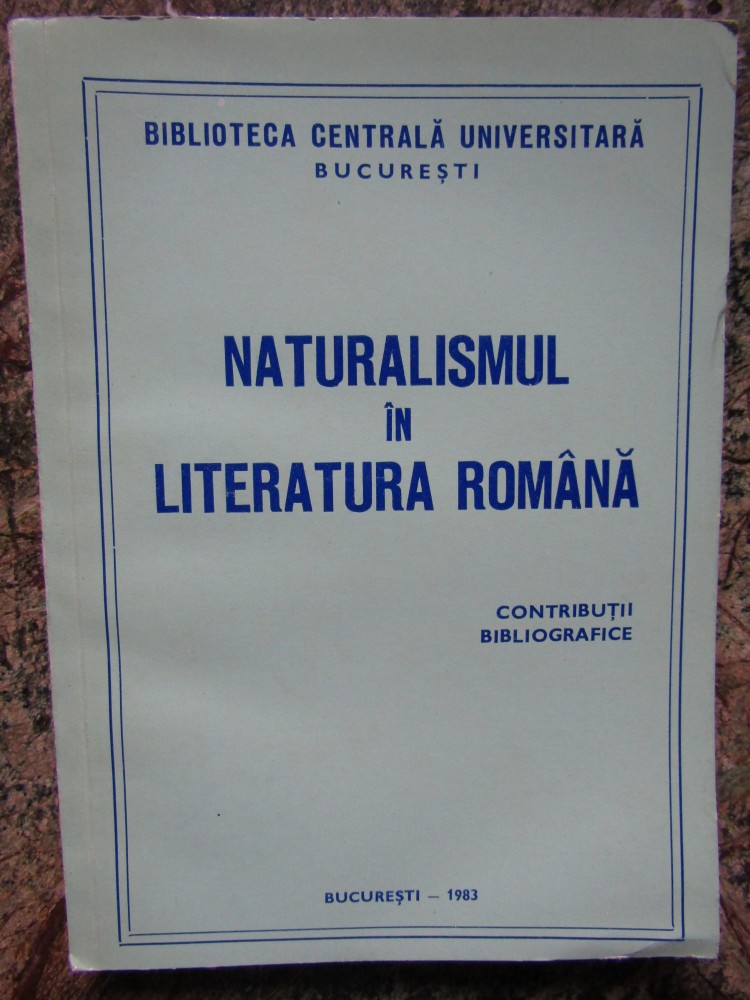 BIBLIOTECA CENTRALĂ UNIVERSITARĂ
BUCUREȘTI
NATURALISMUL
ÎN
LITERATURA ROMÂNĂ
CONTRIBUȚII
BIBLIOGRAFICE
BUCUREȘTI — 1983